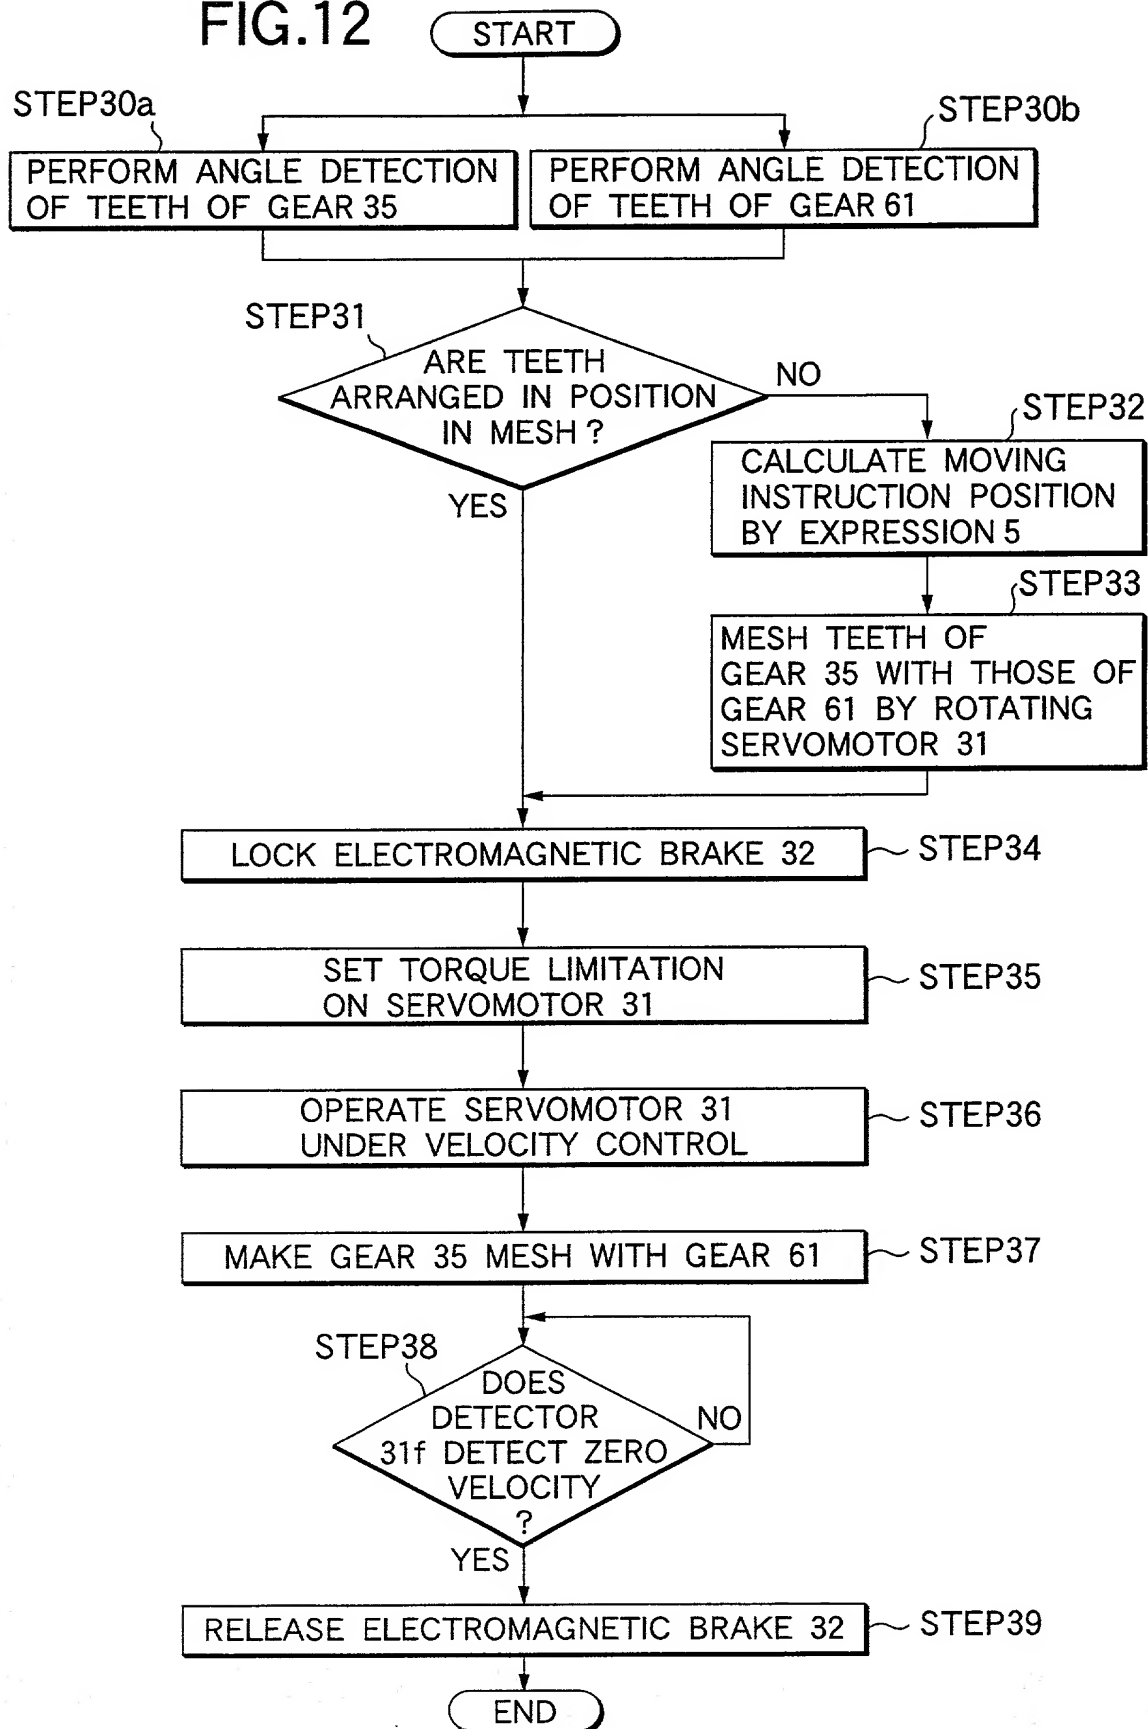 FIG.12
START
STEP30a
STEP30b
PERFORM ANGLE DETECTION
OF TEETH OF GEAR 35
PERFORM ANGLE DETECTION
OF TEETH OF GEAR 61
STEP31
ARE TEETH
ARRANGED IN POSITION
IN MESH ?
NO
YES
STEP32
CALCULATE MOVING
INSTRUCTION POSITION
BY EXPRESSION 5
STEP33
MESH TEETH OF
GEAR 35 WITH THOSE OF
GEAR 61 BY ROTATING
SERVOMOTOR 31
LOCK ELECTROMAGNETIC BRAKE 32
STEP34
SET TORQUE LIMITATION
ON SERVOMOTOR 31
STEP35
OPERATE SERVOMOTOR 31
UNDER VELOCITY CONTROL
STEP36
MAKE GEAR 35 MESH WITH GEAR 61
STEP37
STEP38
DOES
DETECTOR
31f DETECT ZERO
VELOCITY
?
NO
YES
RELEASE ELECTROMAGNETIC BRAKE 32
STEP39
END